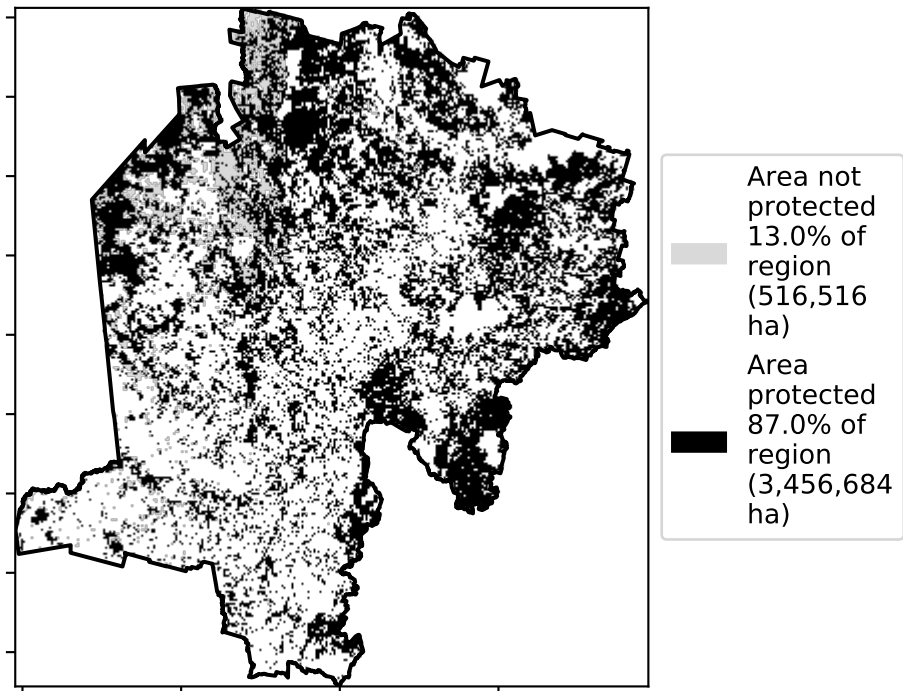 Area not
protected
13.0% of
region
(516,516
ha)
Area
protected
87.0% of
region
(3,456,684
ha)